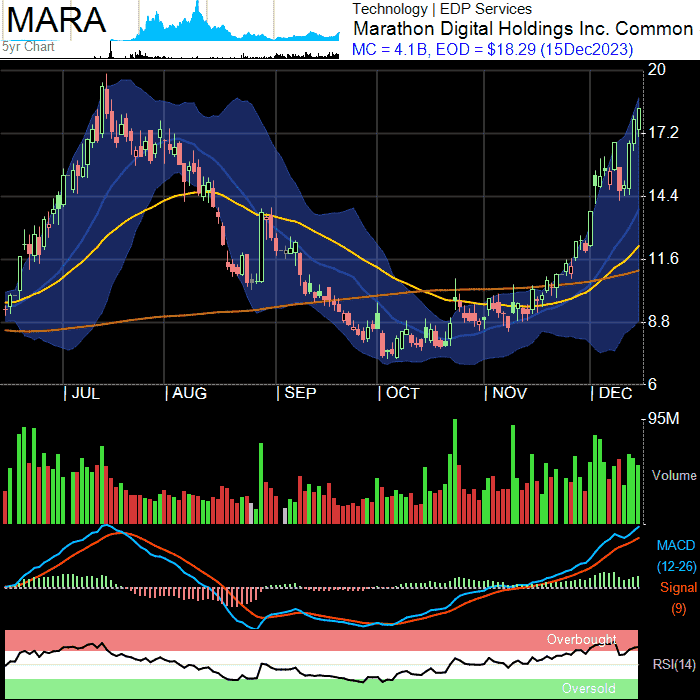 MARA
5yr Chart
Technology | EDP Services
Marathon Digital Holdings Inc. Common
MC = 4.1B, EOD = $18.29 (15Dec2023)
20
17.2
14.4
11.6
8.8
6
| JUL | AUG | SEP | OCT | NOV | DEC
95M
Volume
MACD
(12-26)
Signal
(9)
Overbought
RSI(14)
Oversold